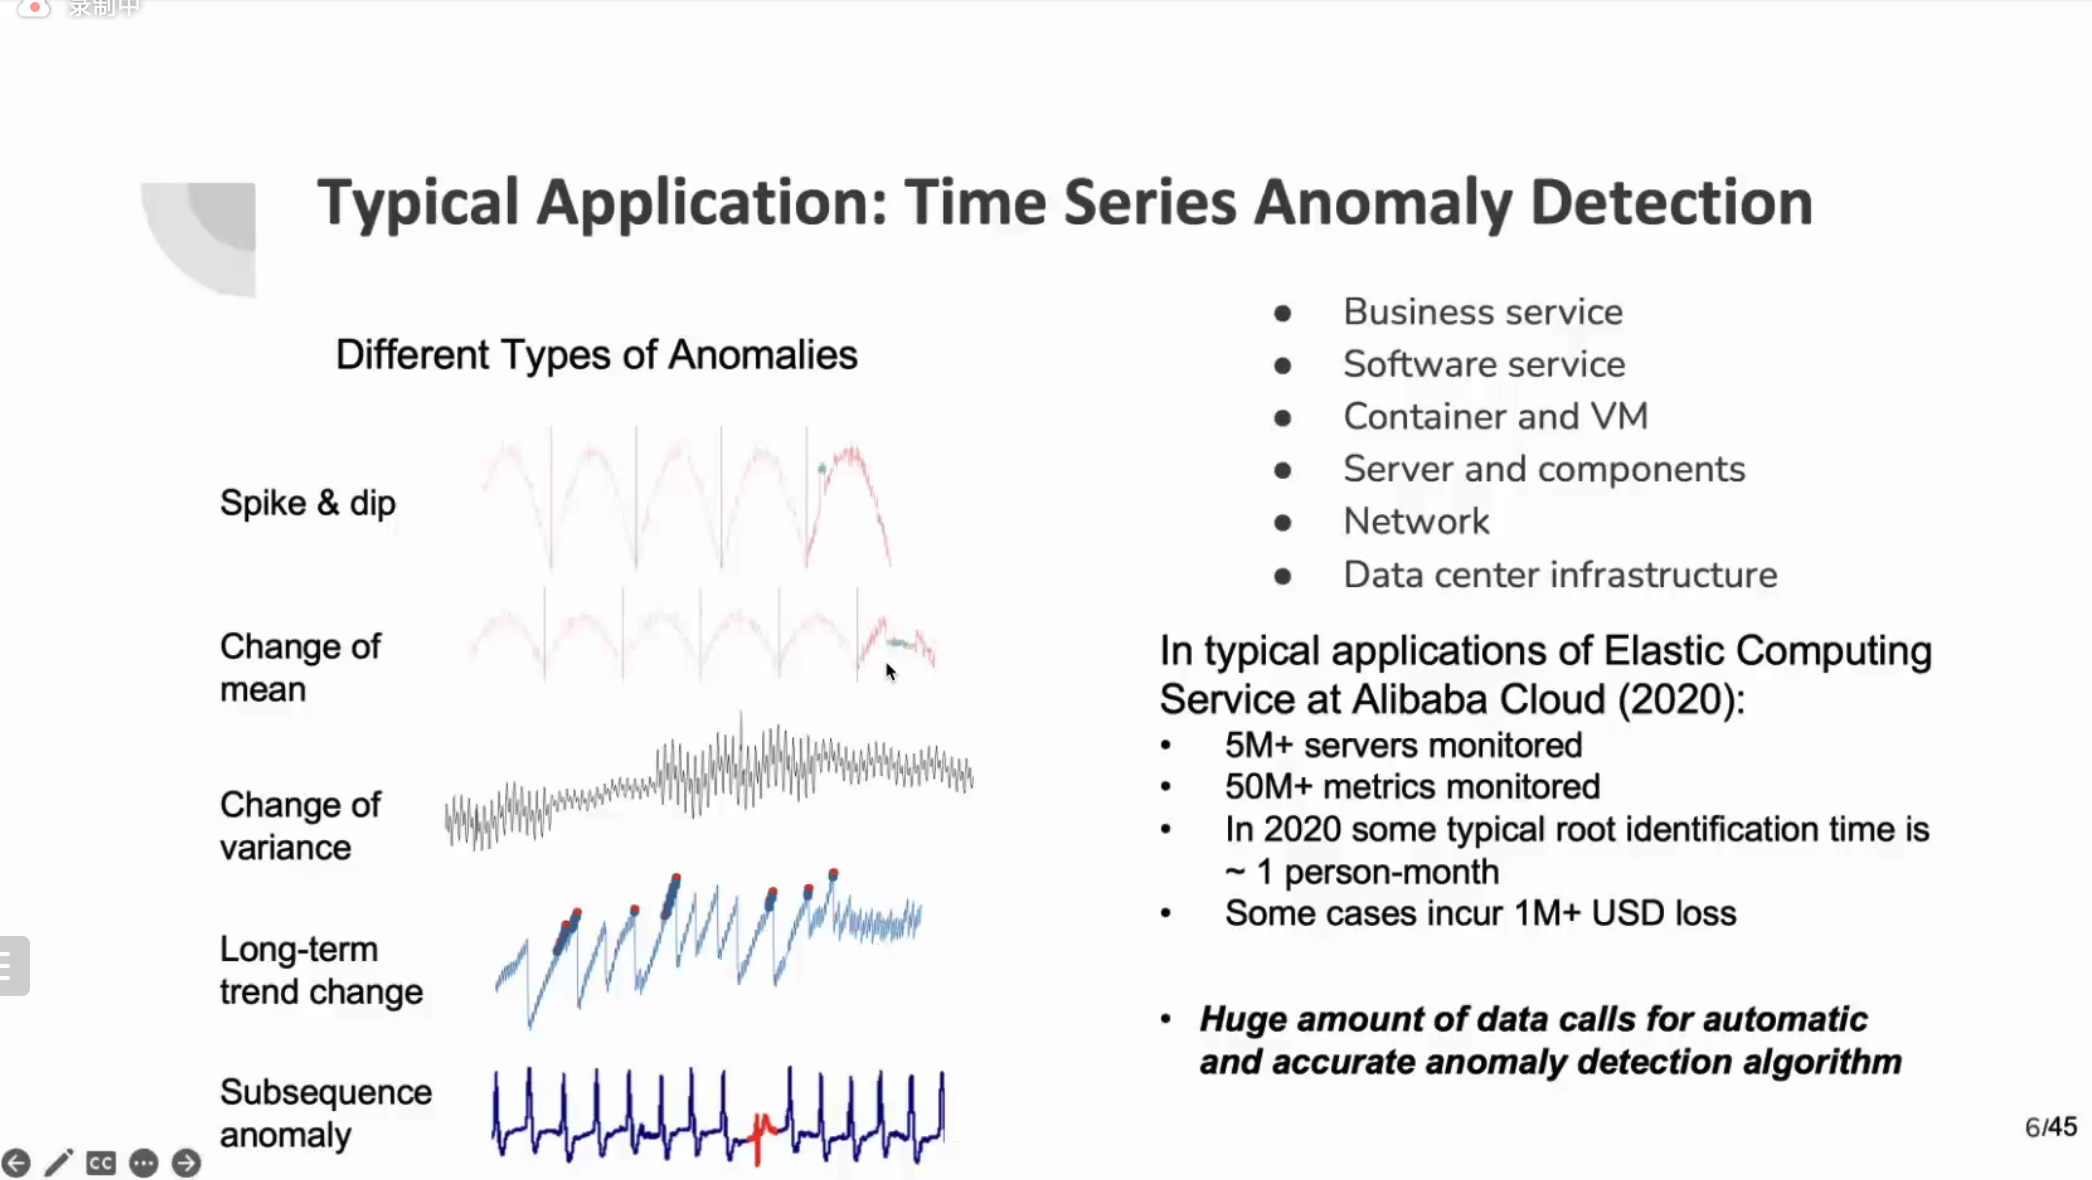 录制中
Typical Application: Time Series Anomaly Detection
Different Types of Anomalies
Spike & dip
Change of
mean
Change of
variance
Long-term
trend change
Subsequence
anomaly
● Business service
● Software service
● Container and VM
● Server and components
● Network
● Data center infrastructure
In typical applications of Elastic Computing
Service at Alibaba Cloud (2020):
• 5M+ servers monitored
• 50M+ metrics monitored
• In 2020 some typical root identification time is
~ 1 person-month
• Some cases incur 1M+ USD loss
• Huge amount of data calls for automatic
and accurate anomaly detection algorithm
6/45
CC